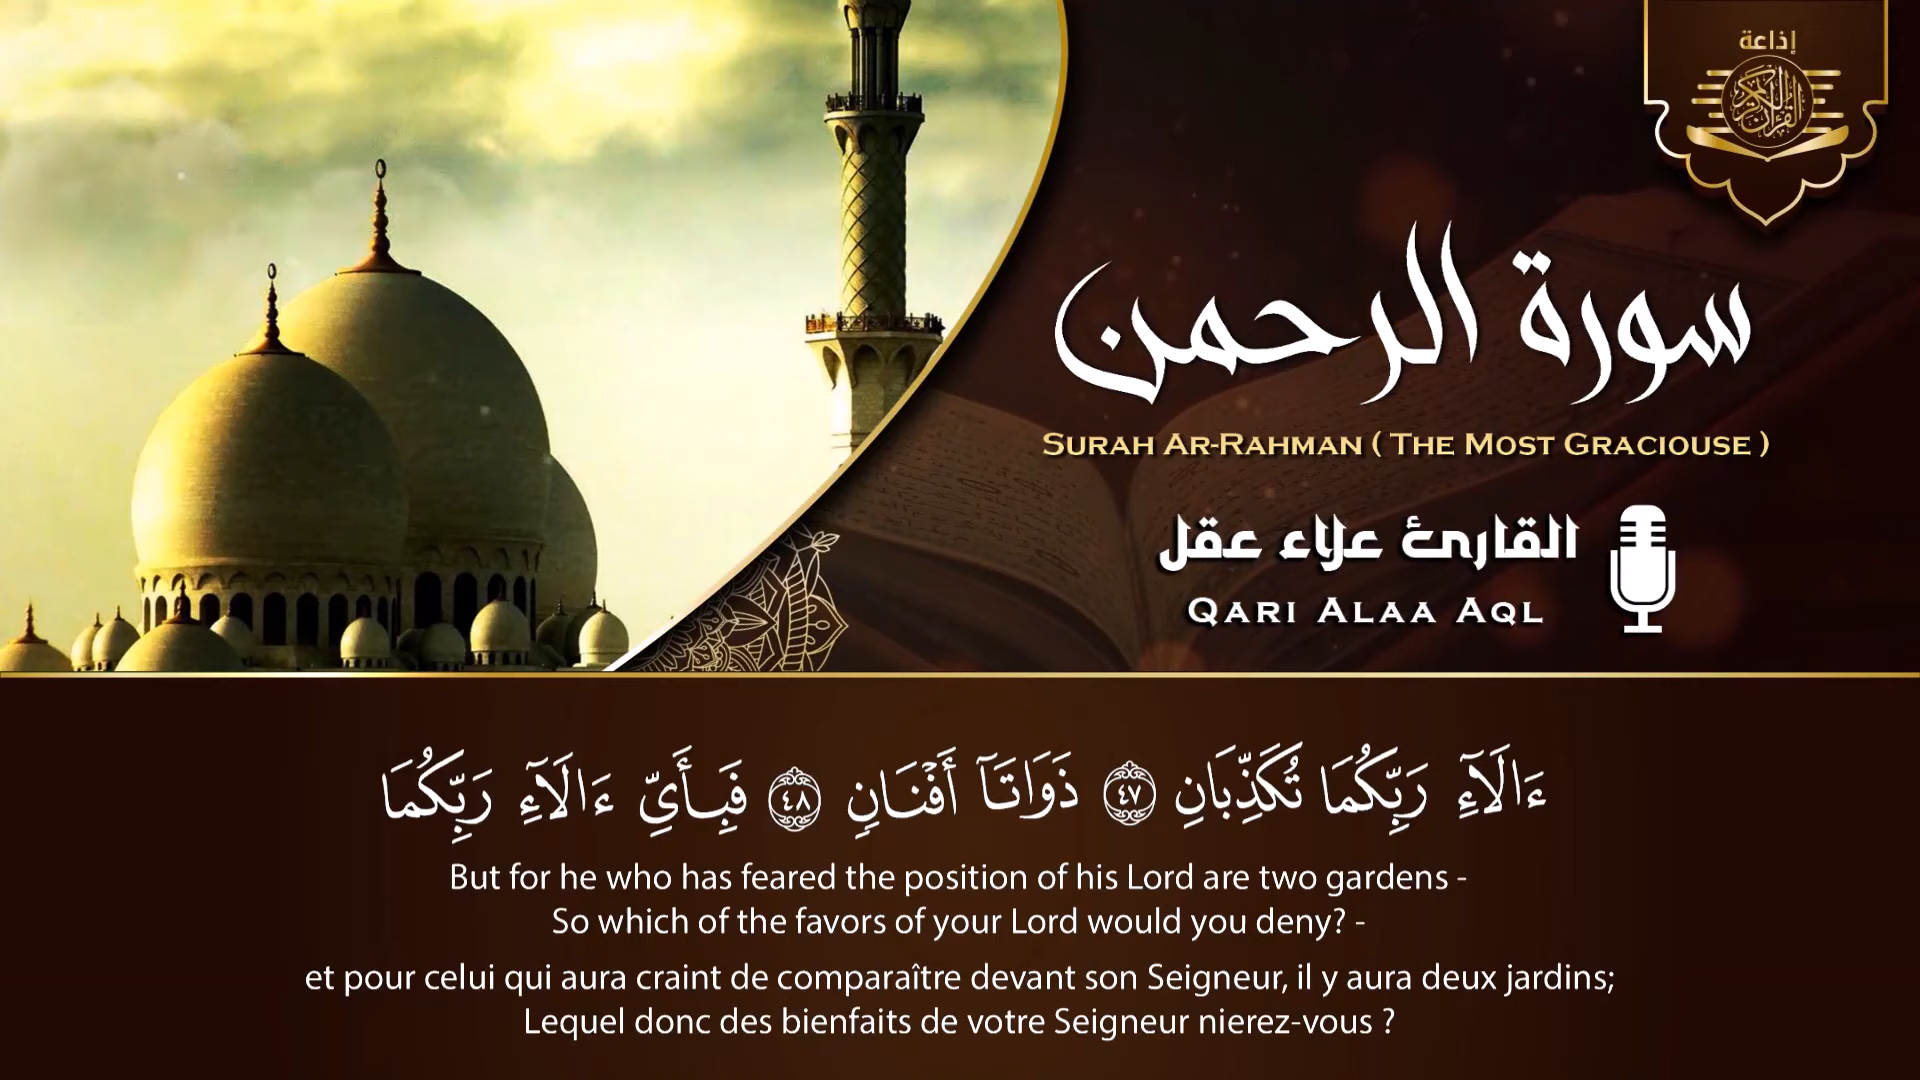 إذاعة
القرآن الكريم
سورة الرحمن
SURAH AR-RAHMAN ( THE MOST GRACIOUSE )
القارئ علاء عقل
QARI ALAA AQL
ءَالَآءِ رَبِّكُمَا تُكَذِّبَانِ ٤٧ ذَوَاتَآ أَفْنَانٍ ٤٨ فَبِأَيِّ ءَالَآءِ رَبِّكُمَا
But for he who has feared the position of his Lord are two gardens -
So which of the favors of your Lord would you deny? -
et pour celui qui aura craint de comparaître devant son Seigneur, il y aura deux jardins;
Lequel donc des bienfaits de votre Seigneur nierez-vous ?